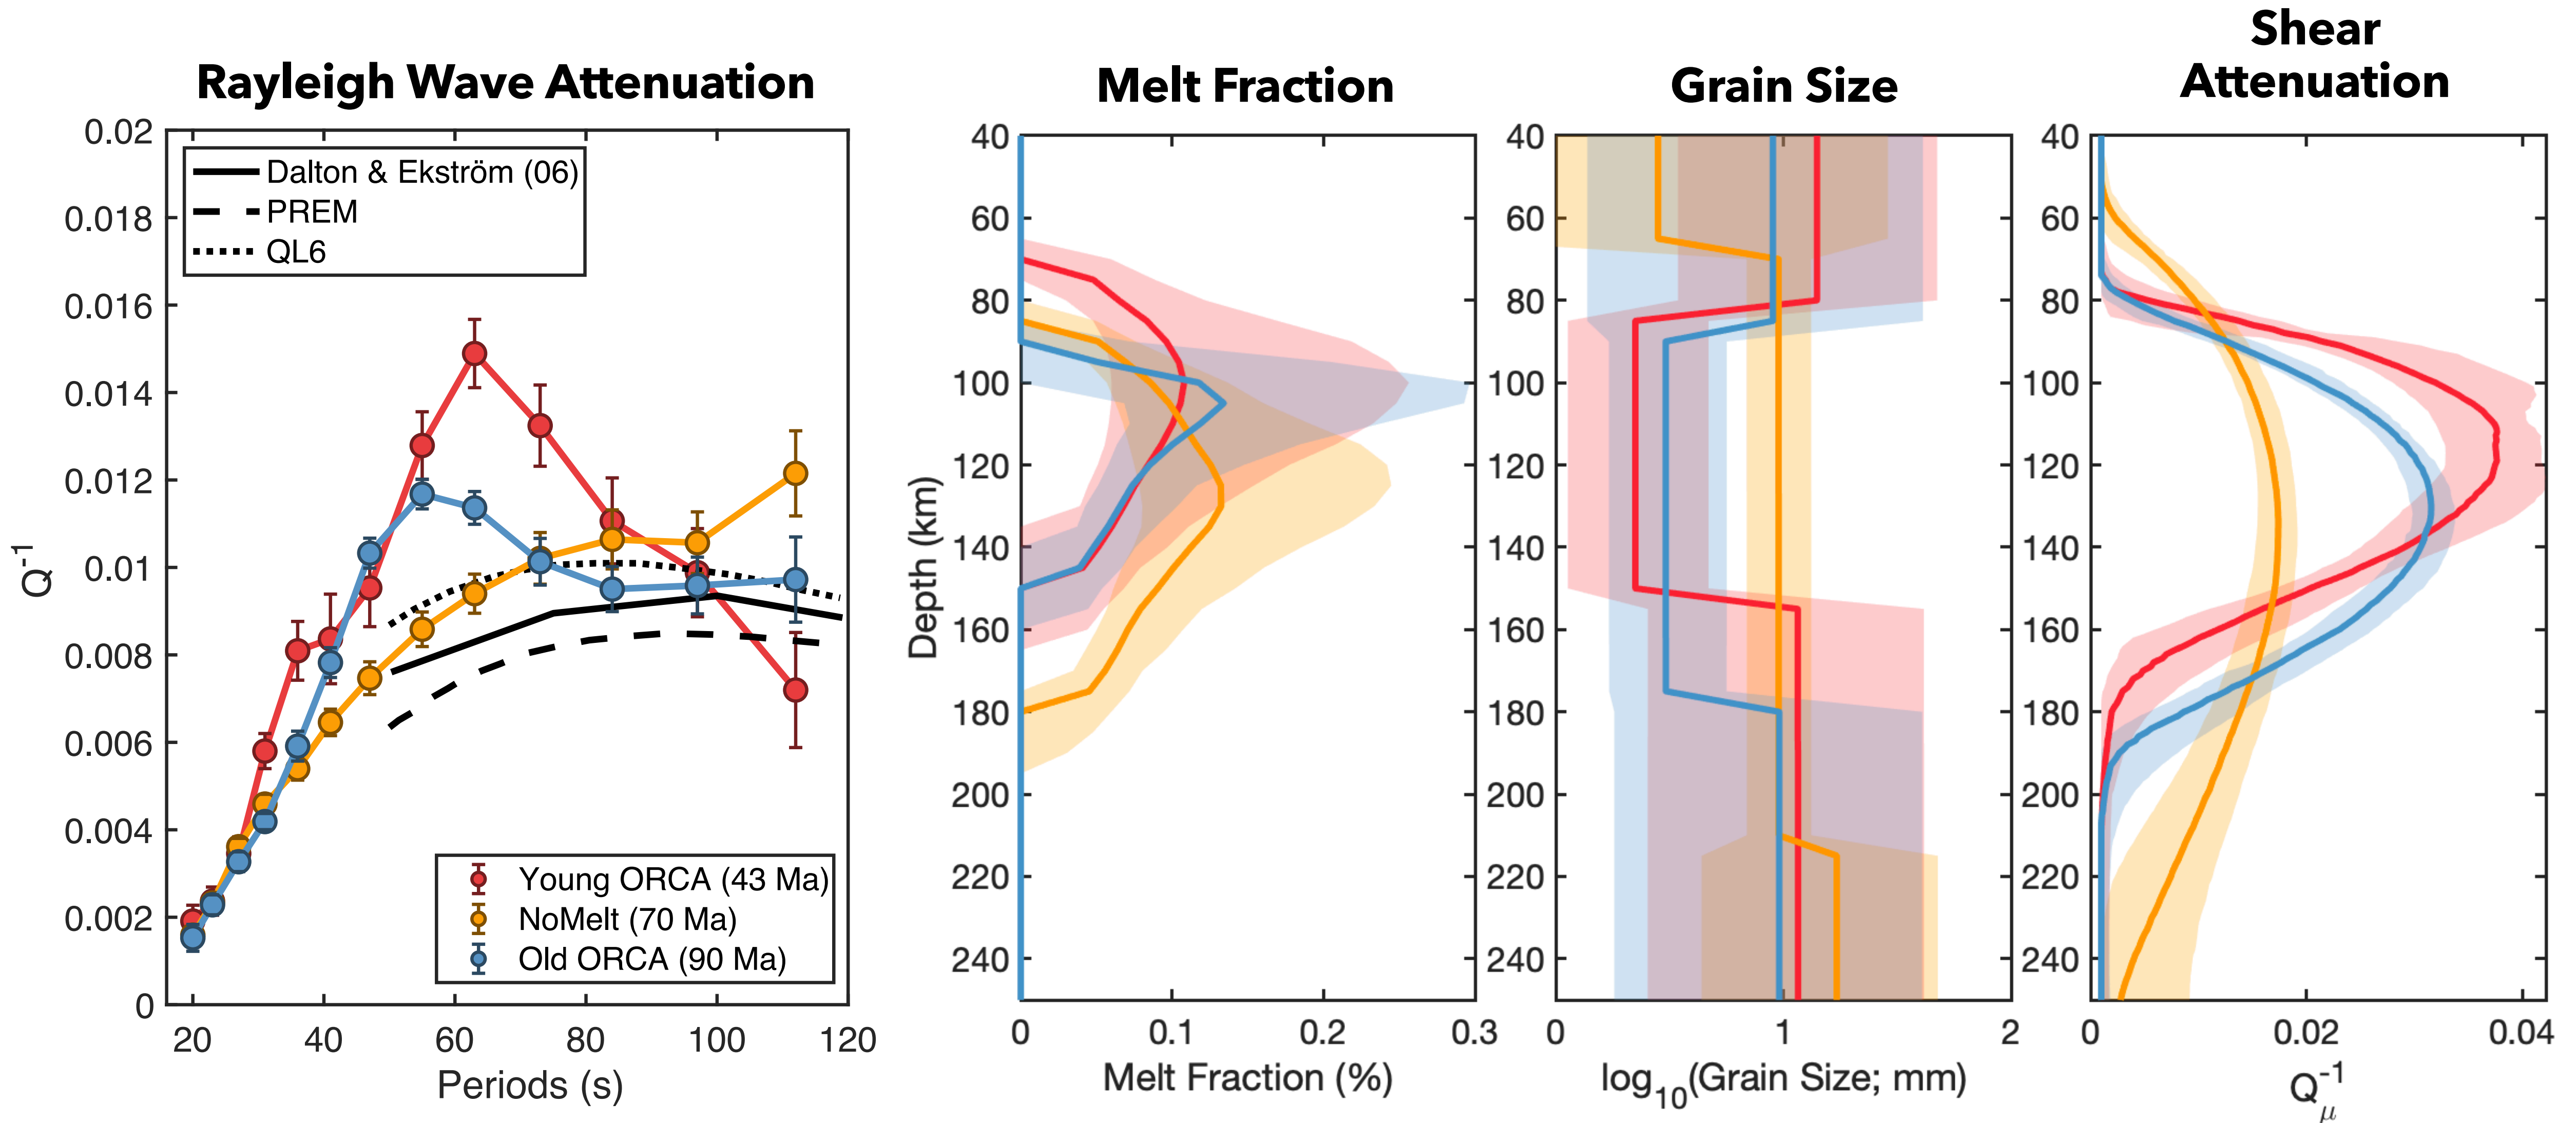 Rayleigh Wave Attenuation
0.02
0.018
0.016
0.014
0.012
0.01
0.008
0.006
0.004
0.002
0
Q-1
Dalton & Ekström (06)
PREM
QL6
Young ORCA (43 Ma)
NoMelt (70 Ma)
Old ORCA (90 Ma)
20 40 60 80 100 120
Periods (s)
Melt Fraction
40
60
80
100
120
140
160
180
200
220
240
Depth (km)
0 0.1 0.2 0.3
Melt Fraction (%)
Grain Size
40
60
80
100
120
140
160
180
200
220
240
0 1 2
log10(Grain Size; mm)
Shear
Attenuation
40
60
80
100
120
140
160
180
200
220
240
0 0.02 0.04
Qμ-1